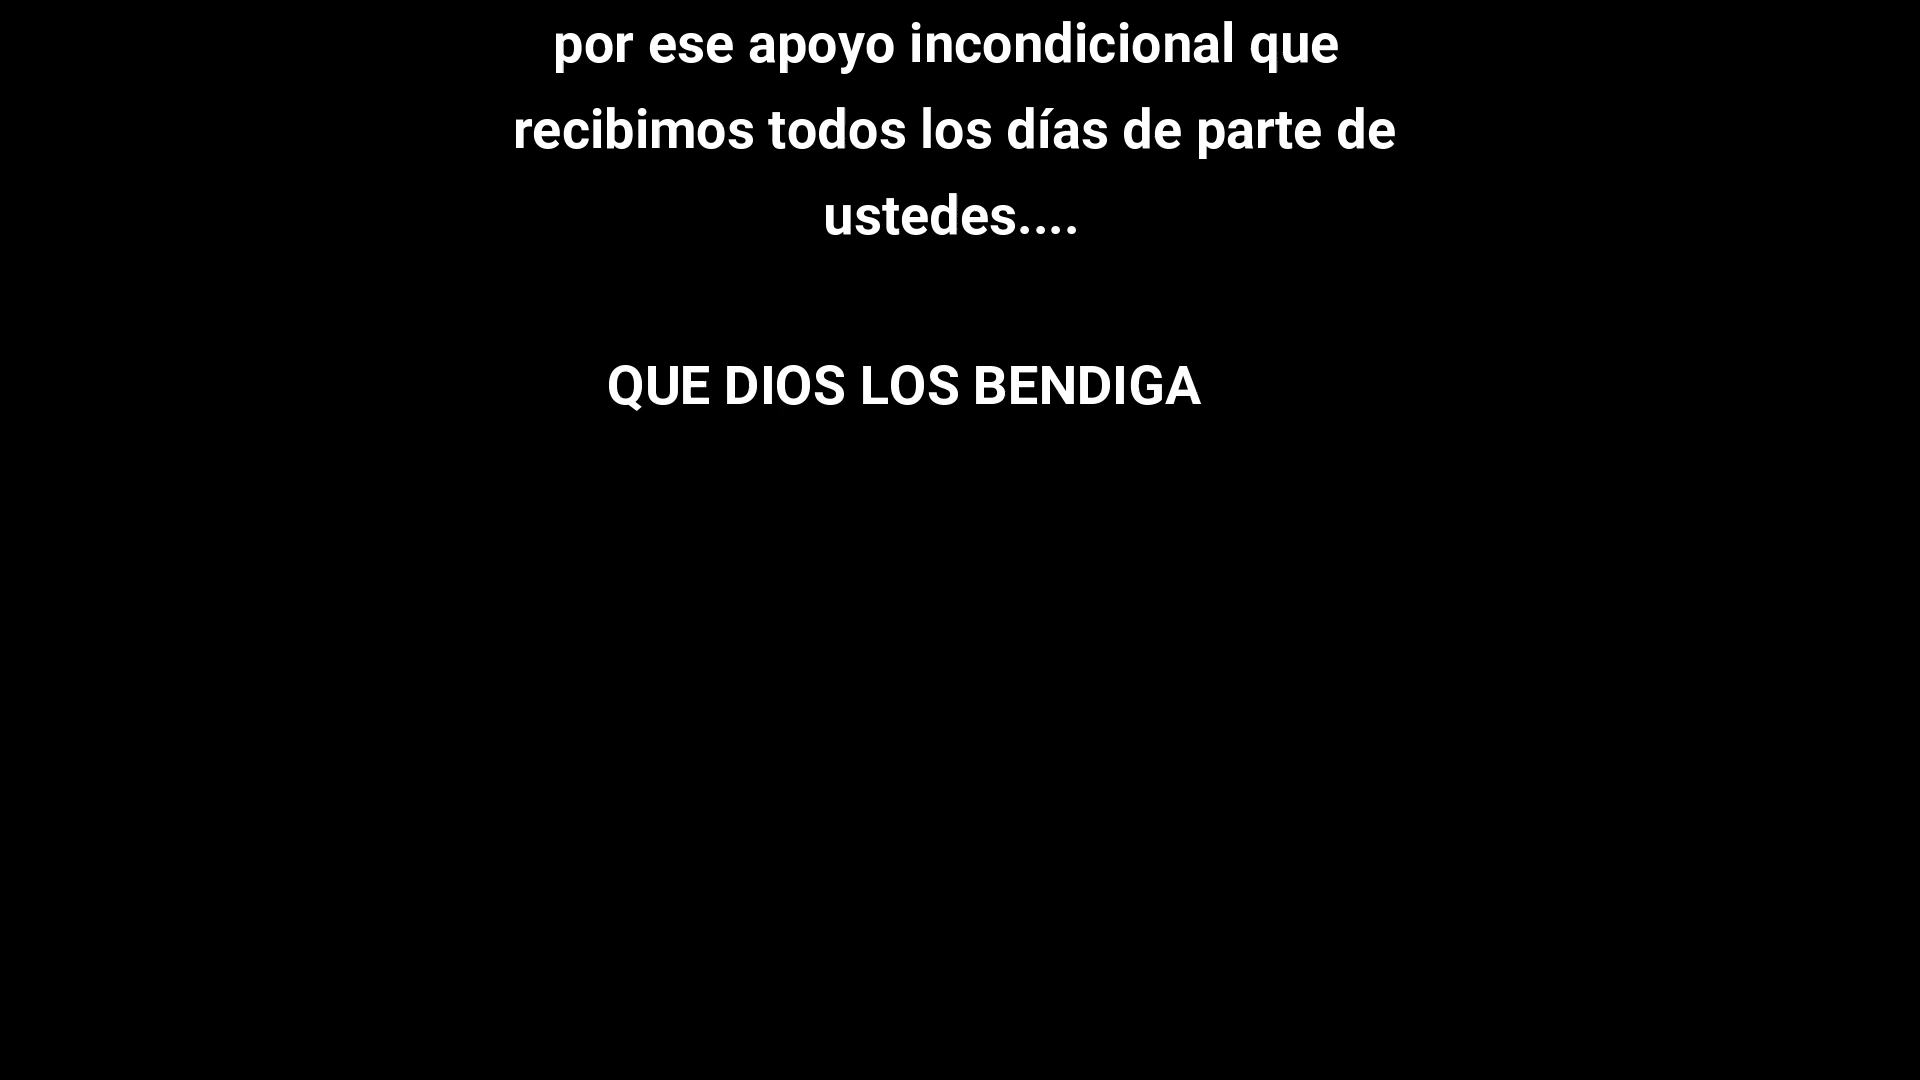 por ese apoyo incondicional que
recibimos todos los días de parte de
ustedes....
QUE DIOS LOS BENDIGA